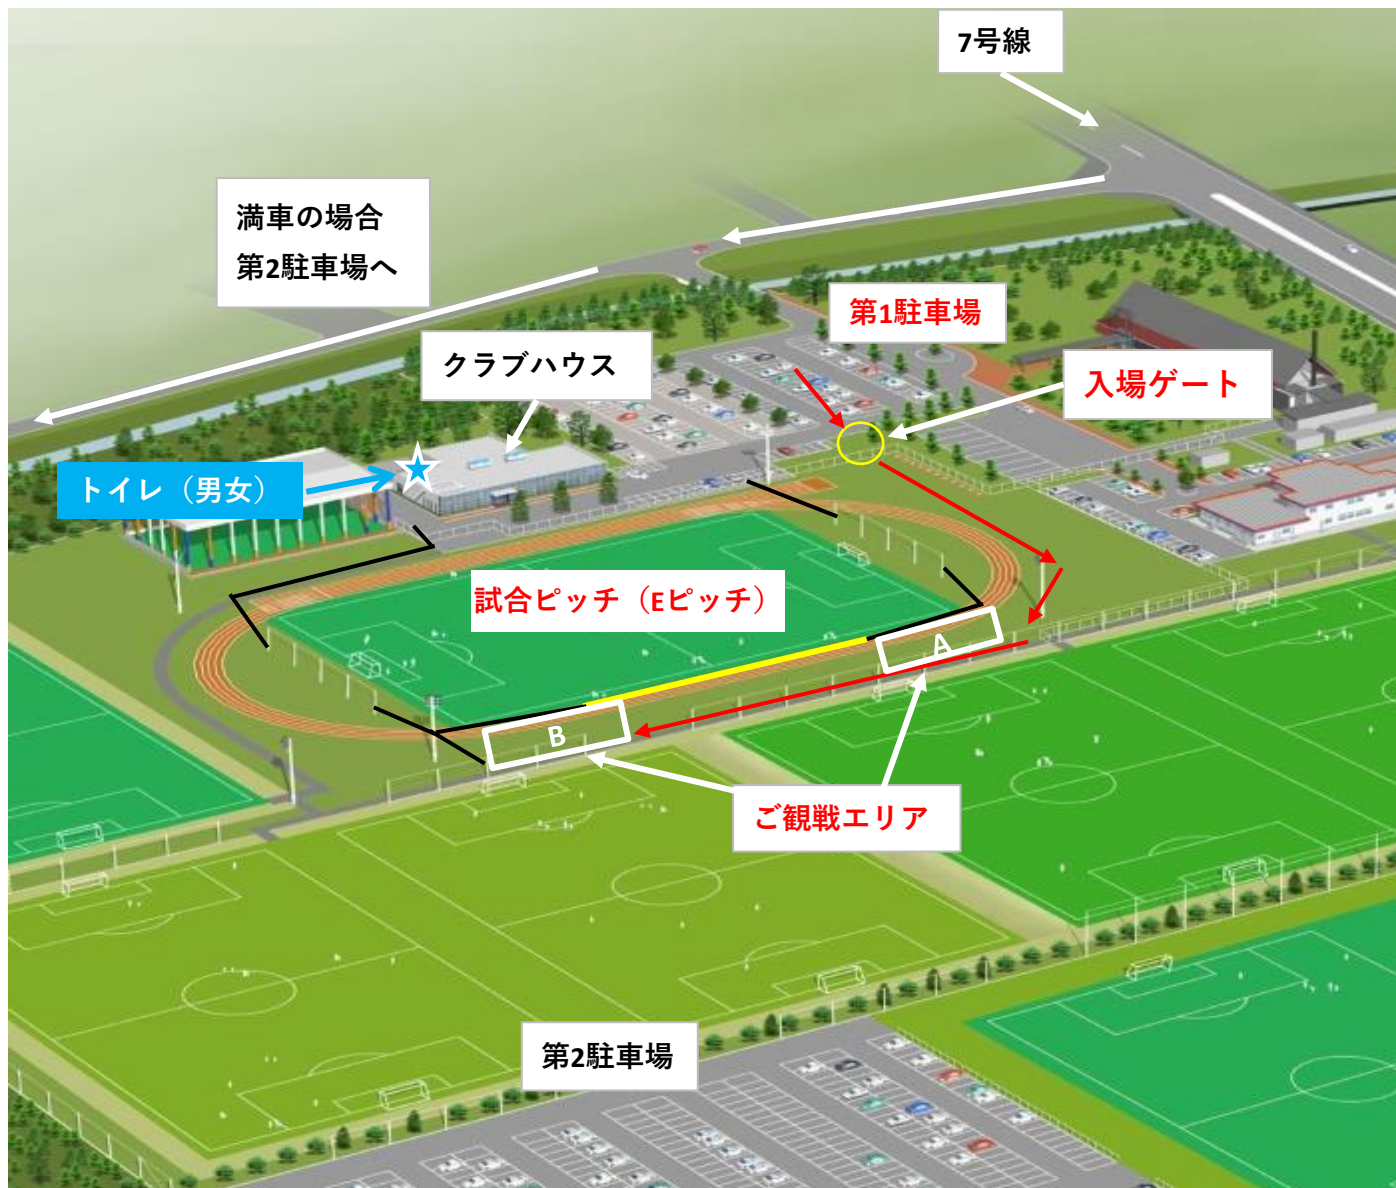 7号線
満車の場合
第2駐車場へ
第1駐車場
クラブハウス
入場ゲート
トイレ（男女）
試合ピッチ（Eピッチ）
A
B
ご観戦エリア
第2駐車場